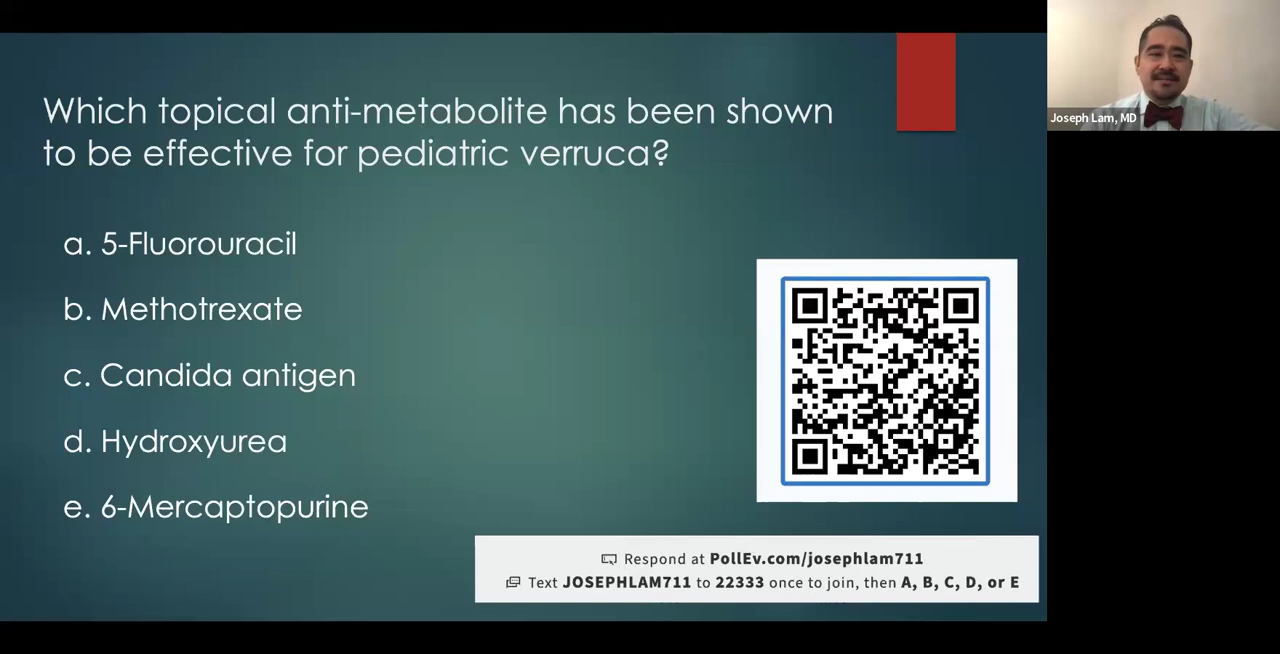 Which topical anti-metabolite has been shown
to be effective for pediatric verruca?
a. 5-Fluorouracil
b. Methotrexate
c. Candida antigen
d. Hydroxyurea
e. 6-Mercaptopurine
Respond at PollEv.com/josephlam711
Text JOSEPHLAM711 to 22333 once to join, then A, B, C, D, or E
Joseph Lam, MD